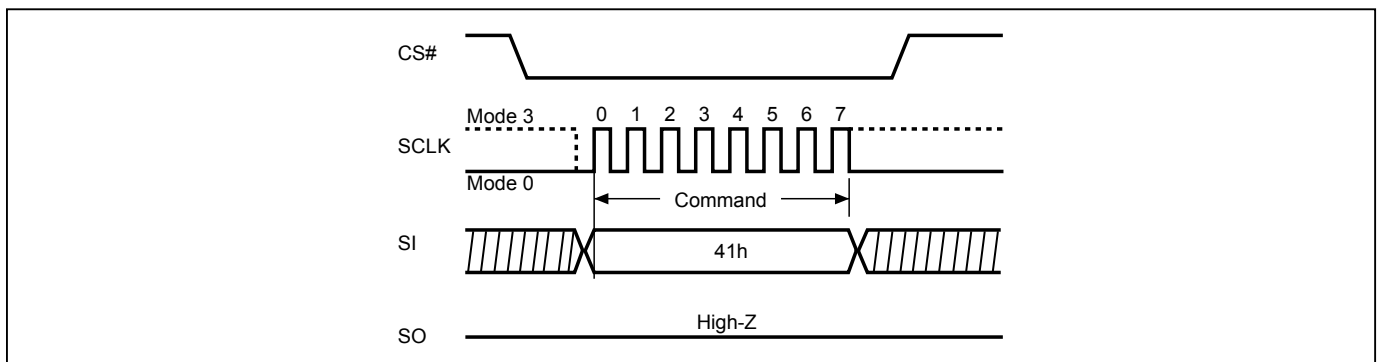 CS#
Mode 3
0 1 2 3 4 5 6 7
SCLK
Mode 0
Command
SI
41h
High-Z
SO